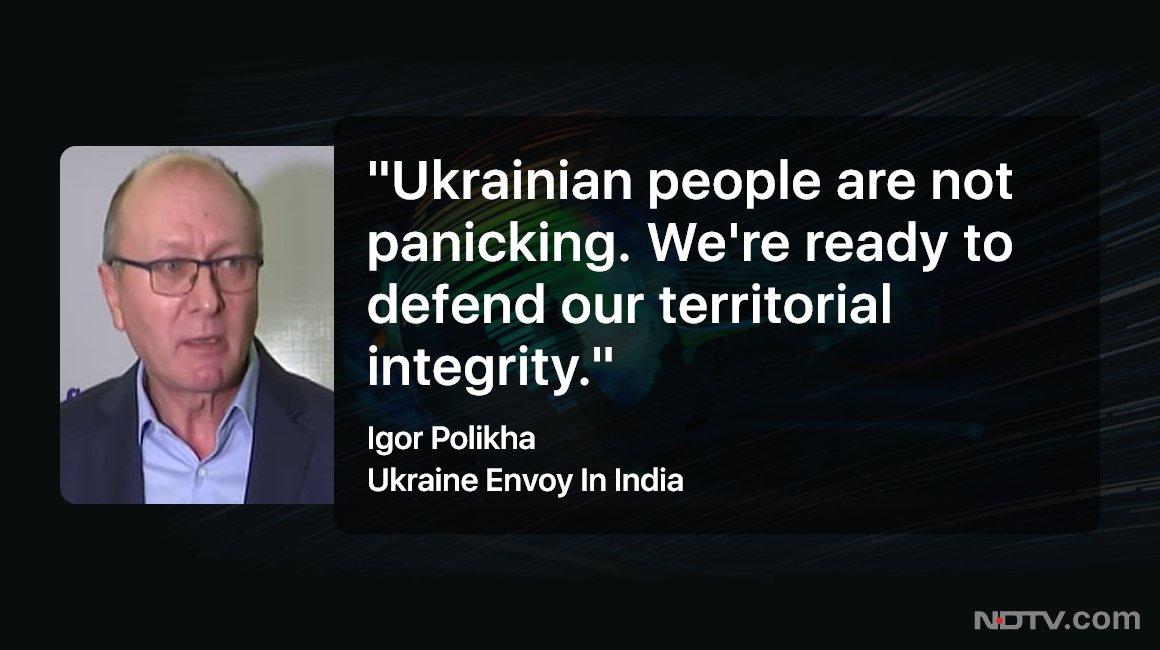 "Ukrainian people are not
panicking. We're ready to
defend our territorial
integrity."
Igor Polikha
Ukraine Envoy In India
NDTV.com